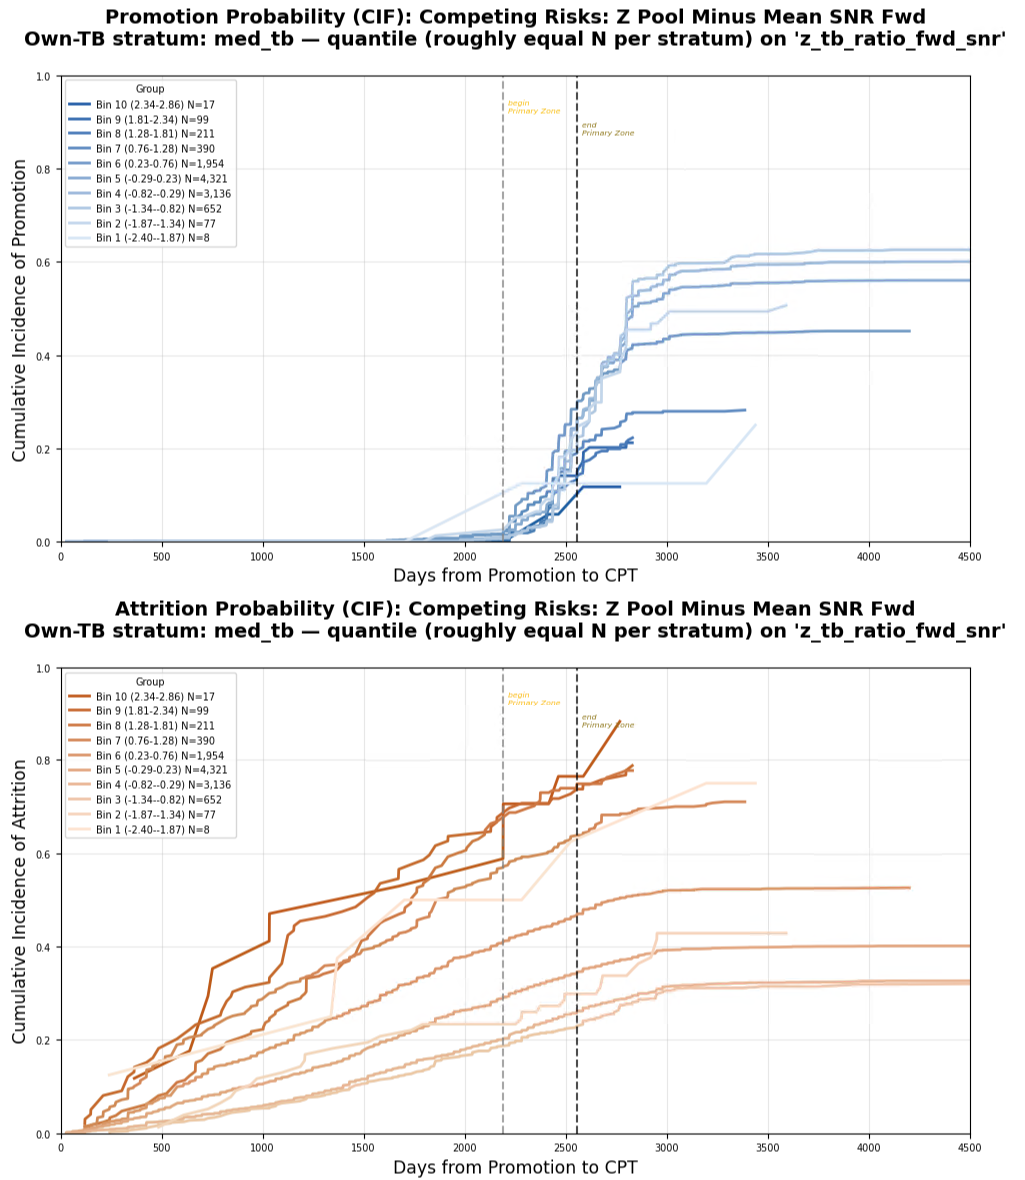 Promotion Probability (CIF): Competing Risks: Z Pool Minus Mean SNR Fwd
Own-TB stratum: med_tb — quantile (roughly equal N per stratum) on 'z_tb_ratio_fwd_snr'
1.0
0.8
0.6
0.4
0.2
0.0
Cumulative Incidence of Promotion
Group
Bin 10 (2.34-2.86) N=17
Bin 9 (1.81-2.34) N=99
Bin 8 (1.28-1.81) N=211
Bin 7 (0.76-1.28) N=390
Bin 6 (0.23-0.76) N=1,954
Bin 5 (-0.29-0.23) N=4,321
Bin 4 (-0.82--0.29) N=3,136
Bin 3 (-1.34--0.82) N=652
Bin 2 (-1.87--1.34) N=77
Bin 1 (-2.40--1.87) N=8
begin
Primary Zone
end
Primary Zone
0 500 1000 1500 2000 2500 3000 3500 4000 4500
Days from Promotion to CPT
Attrition Probability (CIF): Competing Risks: Z Pool Minus Mean SNR Fwd
Own-TB stratum: med_tb — quantile (roughly equal N per stratum) on 'z_tb_ratio_fwd_snr'
1.0
0.8
0.6
0.4
0.2
0.0
Cumulative Incidence of Attrition
Group
Bin 10 (2.34-2.86) N=17
Bin 9 (1.81-2.34) N=99
Bin 8 (1.28-1.81) N=211
Bin 7 (0.76-1.28) N=390
Bin 6 (0.23-0.76) N=1,954
Bin 5 (-0.29-0.23) N=4,321
Bin 4 (-0.82--0.29) N=3,136
Bin 3 (-1.34--0.82) N=652
Bin 2 (-1.87--1.34) N=77
Bin 1 (-2.40--1.87) N=8
begin
Primary Zone
end
Primary Zone
0 500 1000 1500 2000 2500 3000 3500 4000 4500
Days from Promotion to CPT